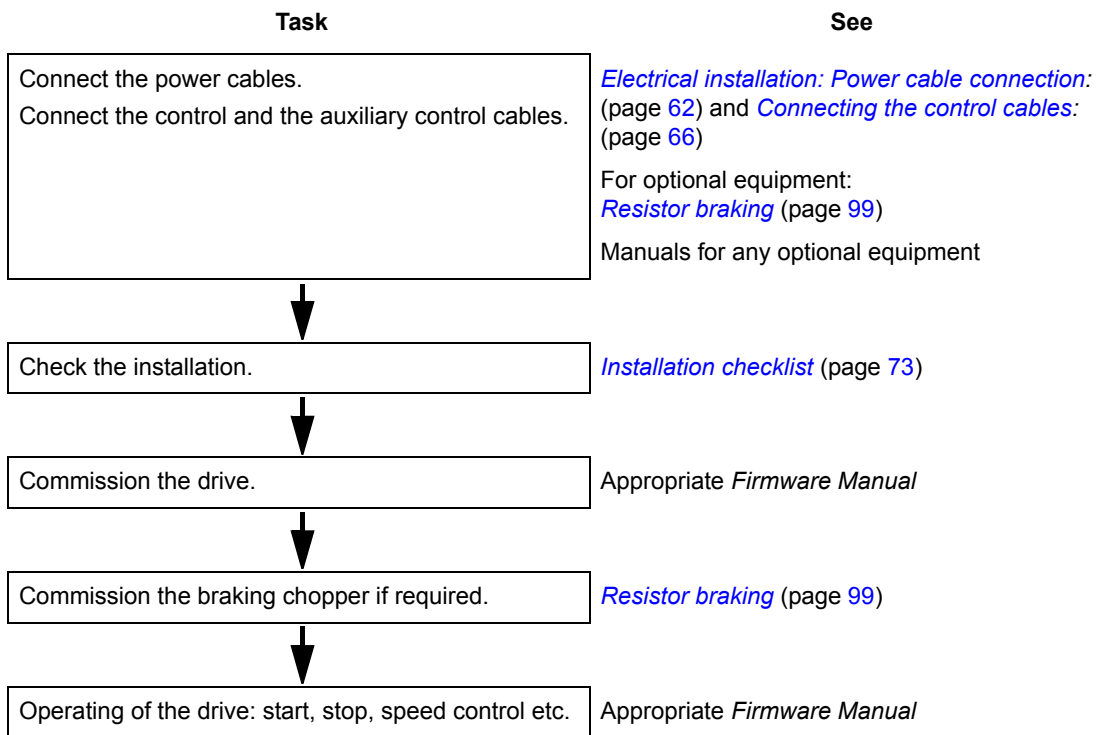 Task
See
Connect the power cables.
Connect the control and the auxiliary control cables.
Electrical installation: Power cable connection:
(page 62) and Connecting the control cables:
(page 66)
For optional equipment:
Resistor braking (page 99)
Manuals for any optional equipment
Check the installation.
Installation checklist (page 73)
Commission the drive.
Appropriate Firmware Manual
Commission the braking chopper if required.
Resistor braking (page 99)
Operating of the drive: start, stop, speed control etc.
Appropriate Firmware Manual